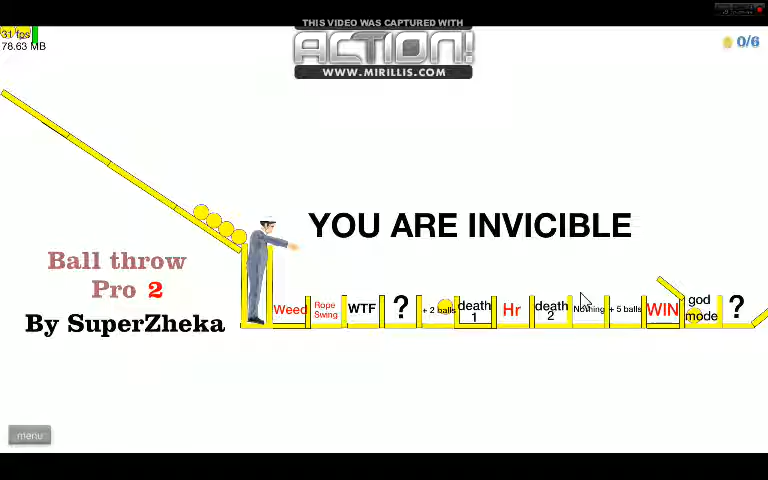 THIS VIDEO WAS CAPTURED WITH
ACTION!
WWW.MIRILLIS.COM
31 fps
78.63 MB
0/6
YOU ARE INVICIBLE
Ball throw
Pro 2
By SuperZheka
Weed
Rope
Swing
WTF
?
+ 2 balls
death
1
Hr
death
2
Nothing
+ 5 balls
WIN
god
mode
?
menu